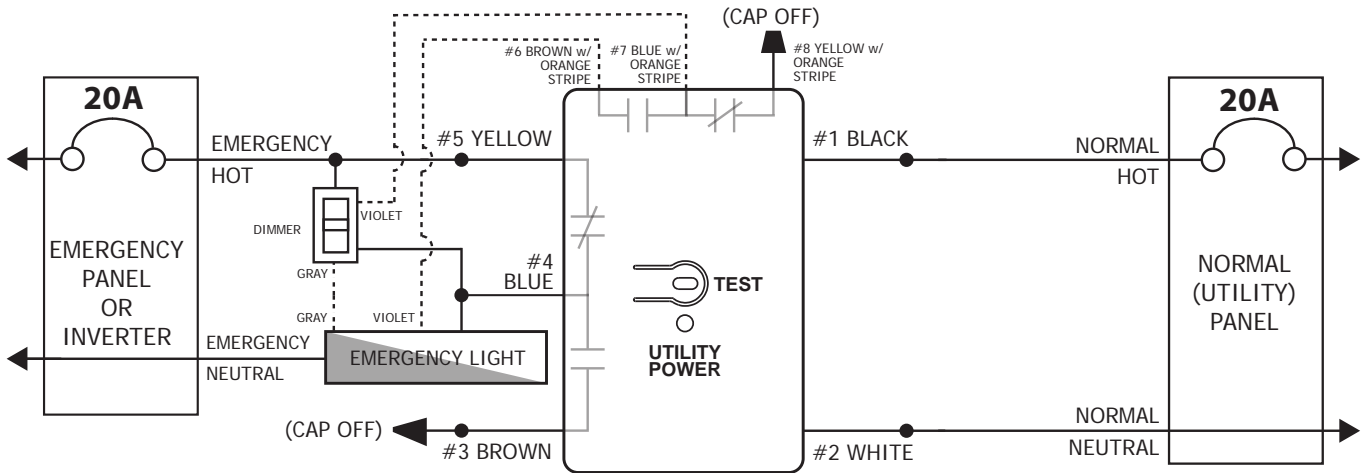 (CAP OFF)
#6 BROWN w/
ORANGE
STRIPE
#7 BLUE w/
ORANGE
STRIPE
#8 YELLOW w/
ORANGE
STRIPE
20A
20A
EMERGENCY
HOT
#5 YELLOW
#1 BLACK
NORMAL
HOT
VIOLET
DIMMER
GRAY
EMERGENCY
PANEL
OR
INVERTER
#4
BLUE
TEST
UTILITY
POWER
NORMAL
(UTILITY)
PANEL
GRAY
VIOLET
EMERGENCY
NEUTRAL
EMERGENCY LIGHT
(CAP OFF)
#3 BROWN
#2 WHITE
NORMAL
NEUTRAL